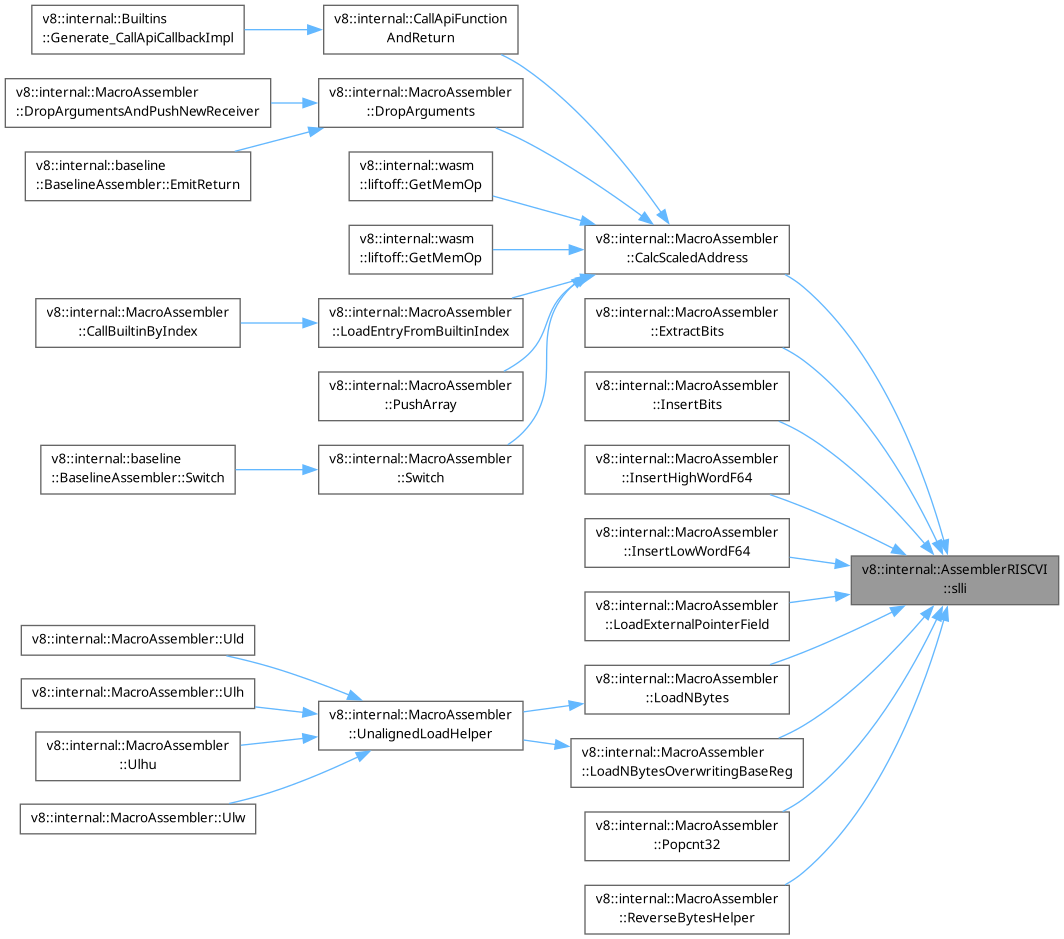 v8::internal::Builtins
::Generate_CallApiCallbackImpl
v8::internal::CallApiFunction
AndReturn
v8::internal::MacroAssembler
::DropArgumentsAndPushNewReceiver
v8::internal::MacroAssembler
::DropArguments
v8::internal::baseline
::BaselineAssembler::EmitReturn
v8::internal::wasm
::liftoff::GetMemOp
v8::internal::wasm
::liftoff::GetMemOp
v8::internal::MacroAssembler
::CalcScaledAddress
v8::internal::MacroAssembler
::CallBuiltinByIndex
v8::internal::MacroAssembler
::LoadEntryFromBuiltinIndex
v8::internal::MacroAssembler
::ExtractBits
v8::internal::MacroAssembler
::PushArray
v8::internal::MacroAssembler
::InsertBits
v8::internal::baseline
::BaselineAssembler::Switch
v8::internal::MacroAssembler
::Switch
v8::internal::MacroAssembler
::InsertHighWordF64
v8::internal::MacroAssembler
::InsertLowWordF64
v8::internal::AssemblerRISCVI
::slli
v8::internal::MacroAssembler
::LoadExternalPointerField
v8::internal::MacroAssembler::Uld
v8::internal::MacroAssembler::Ulh
v8::internal::MacroAssembler
::LoadNBytes
v8::internal::MacroAssembler
::UnalignedLoadHelper
v8::internal::MacroAssembler
::Ulhu
v8::internal::MacroAssembler
::LoadNBytesOverwritingBaseReg
v8::internal::MacroAssembler::Ulw
v8::internal::MacroAssembler
::Popcnt32
v8::internal::MacroAssembler
::ReverseBytesHelper